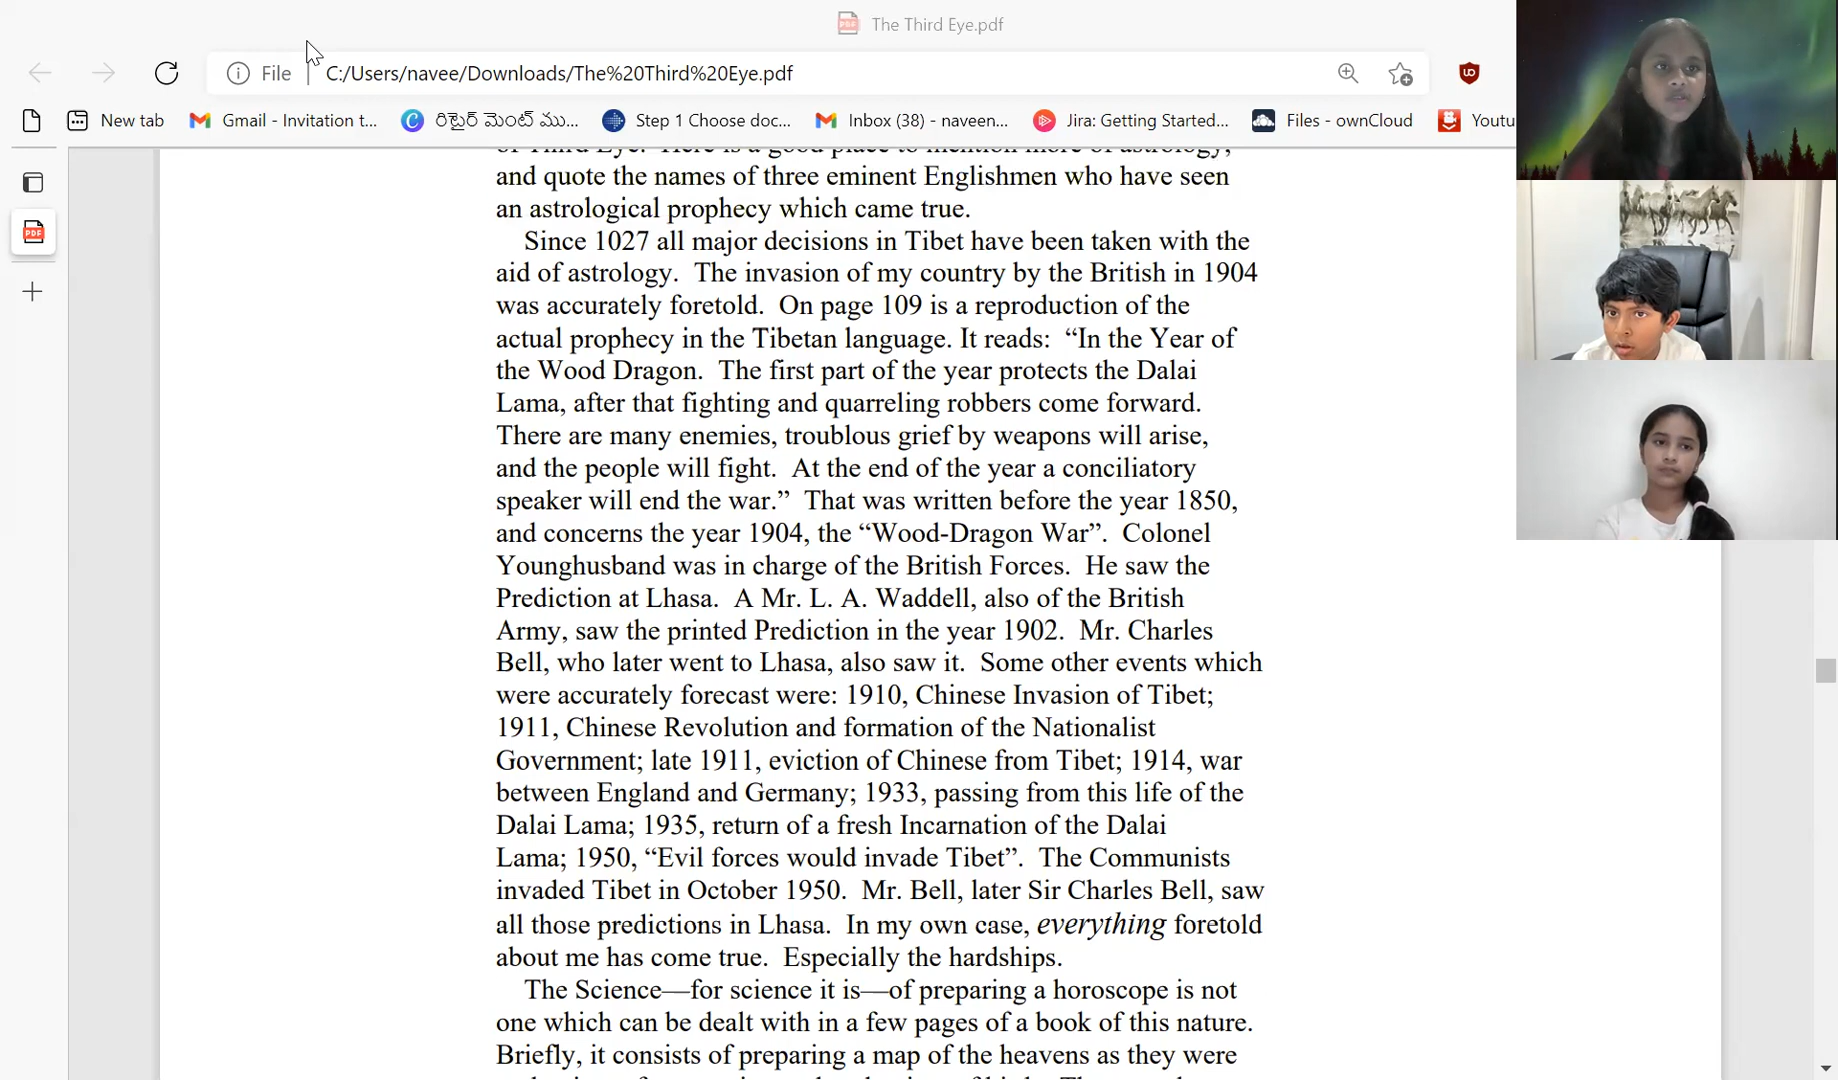 The Third Eye.pdf
File C:/Users/navee/Downloads/The%20Third%20Eye.pdf
New tab Gmail - Invitation t... రిటైర్ మెంట్ ము... Step 1 Choose doc... Inbox (38) - naveen... Jira: Getting Started... Files - ownCloud Youtu
of Third Eye. Here is a good place to mention more of astrology,
and quote the names of three eminent Englishmen who have seen
an astrological prophecy which came true.
Since 1027 all major decisions in Tibet have been taken with the
aid of astrology. The invasion of my country by the British in 1904
was accurately foretold. On page 109 is a reproduction of the
actual prophecy in the Tibetan language. It reads: “In the Year of
the Wood Dragon. The first part of the year protects the Dalai
Lama, after that fighting and quarreling robbers come forward.
There are many enemies, troublous grief by weapons will arise,
and the people will fight. At the end of the year a conciliatory
speaker will end the war.” That was written before the year 1850,
and concerns the year 1904, the “Wood-Dragon War”. Colonel
Younghusband was in charge of the British Forces. He saw the
Prediction at Lhasa. A Mr. L. A. Waddell, also of the British
Army, saw the printed Prediction in the year 1902. Mr. Charles
Bell, who later went to Lhasa, also saw it. Some other events which
were accurately forecast were: 1910, Chinese Invasion of Tibet;
1911, Chinese Revolution and formation of the Nationalist
Government; late 1911, eviction of Chinese from Tibet; 1914, war
between England and Germany; 1933, passing from this life of the
Dalai Lama; 1935, return of a fresh Incarnation of the Dalai
Lama; 1950, “Evil forces would invade Tibet”. The Communists
invaded Tibet in October 1950. Mr. Bell, later Sir Charles Bell, saw
all those predictions in Lhasa. In my own case, everything foretold
about me has come true. Especially the hardships.
The Science—for science it is—of preparing a horoscope is not
one which can be dealt with in a few pages of a book of this nature.
Briefly, it consists of preparing a map of the heavens as they were